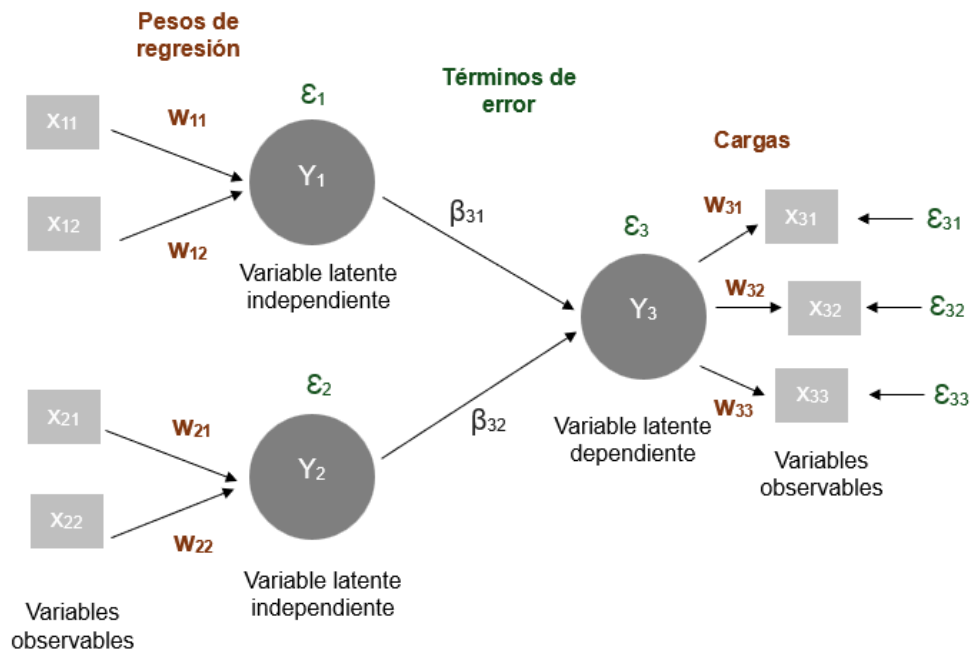 Pesos de
regresión
Términos de
error
Cargas
x11
w11
ε1
Y1
x12
w12
Variable latente
independiente
β31
ε3
Y3
w31
x31
ε31
w32
x32
ε32
w33
x33
ε33
Variable latente
dependiente
Variables
observables
x21
w21
ε2
Y2
β32
x22
w22
Variable latente
independiente
Variables
observables